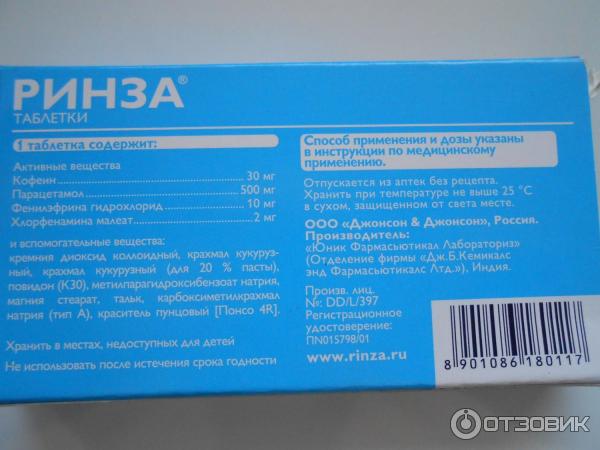 РИНЗА®
ТАБЛЕТКИ
1 таблетка содержит:
Активные вещества
Кофеин 30 мг
Парацетамол 500 мг
Фенилэфрина гидрохлорид 10 мг
Хлорфенамина малеат 2 мг
и вспомогательные вещества:
кремния диоксид коллоидный, крахмал кукуруз-
ный, крахмал кукурузный (для 20 % пасты),
повидон (К30), метилпарагидроксибензоат натрия,
магния стеарат, тальк, карбоксиметилкрахмал
натрия (тип А), краситель пунцовый [Понсо 4R].
Хранить в местах, недоступных для детей
Не использовать после истечения срока годности
Способ применения и дозы указаны
в инструкции по медицинскому
применению.
Отпускается из аптек без рецепта.
Хранить при температуре не выше 25 °С
в сухом, защищенном от света месте.
ООО «Джонсон & Джонсон», Россия.
Производитель:
«Юник Фармасьютикал Лабораториз»
(Отделение фирмы «Дж.Б.Кемикалс
энд Фармасьютикалс Лтд.»), Индия.
Произв. лиц.
№: DD/L/397
Регистрационное
удостоверение:
ПN015798/01
www.rinza.ru
8 901086 180117
ОТЗОВИК